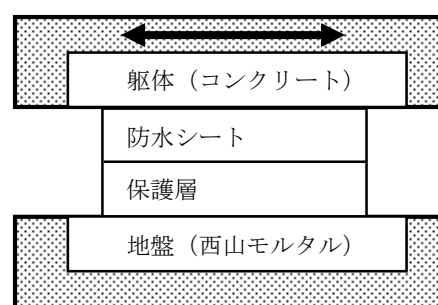 躯体（コンクリート）
防水シート
保護層
地盤（西山モルタル）